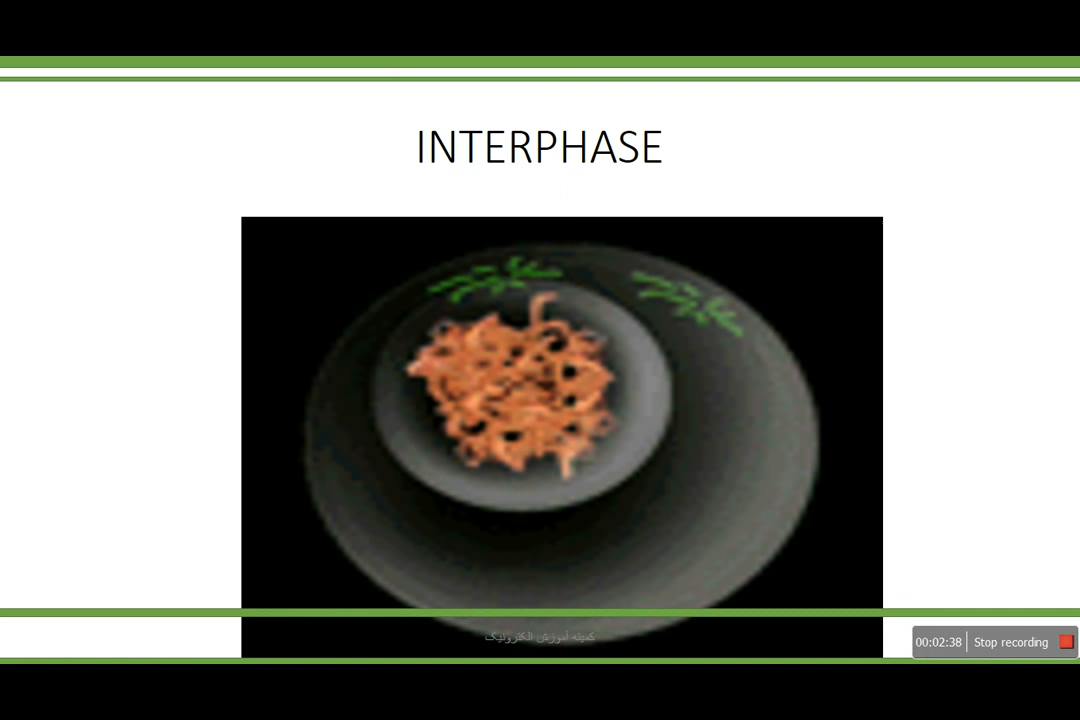 INTERPHASE
کمیته آموزش الکترونیک
00:02:38 Stop recording